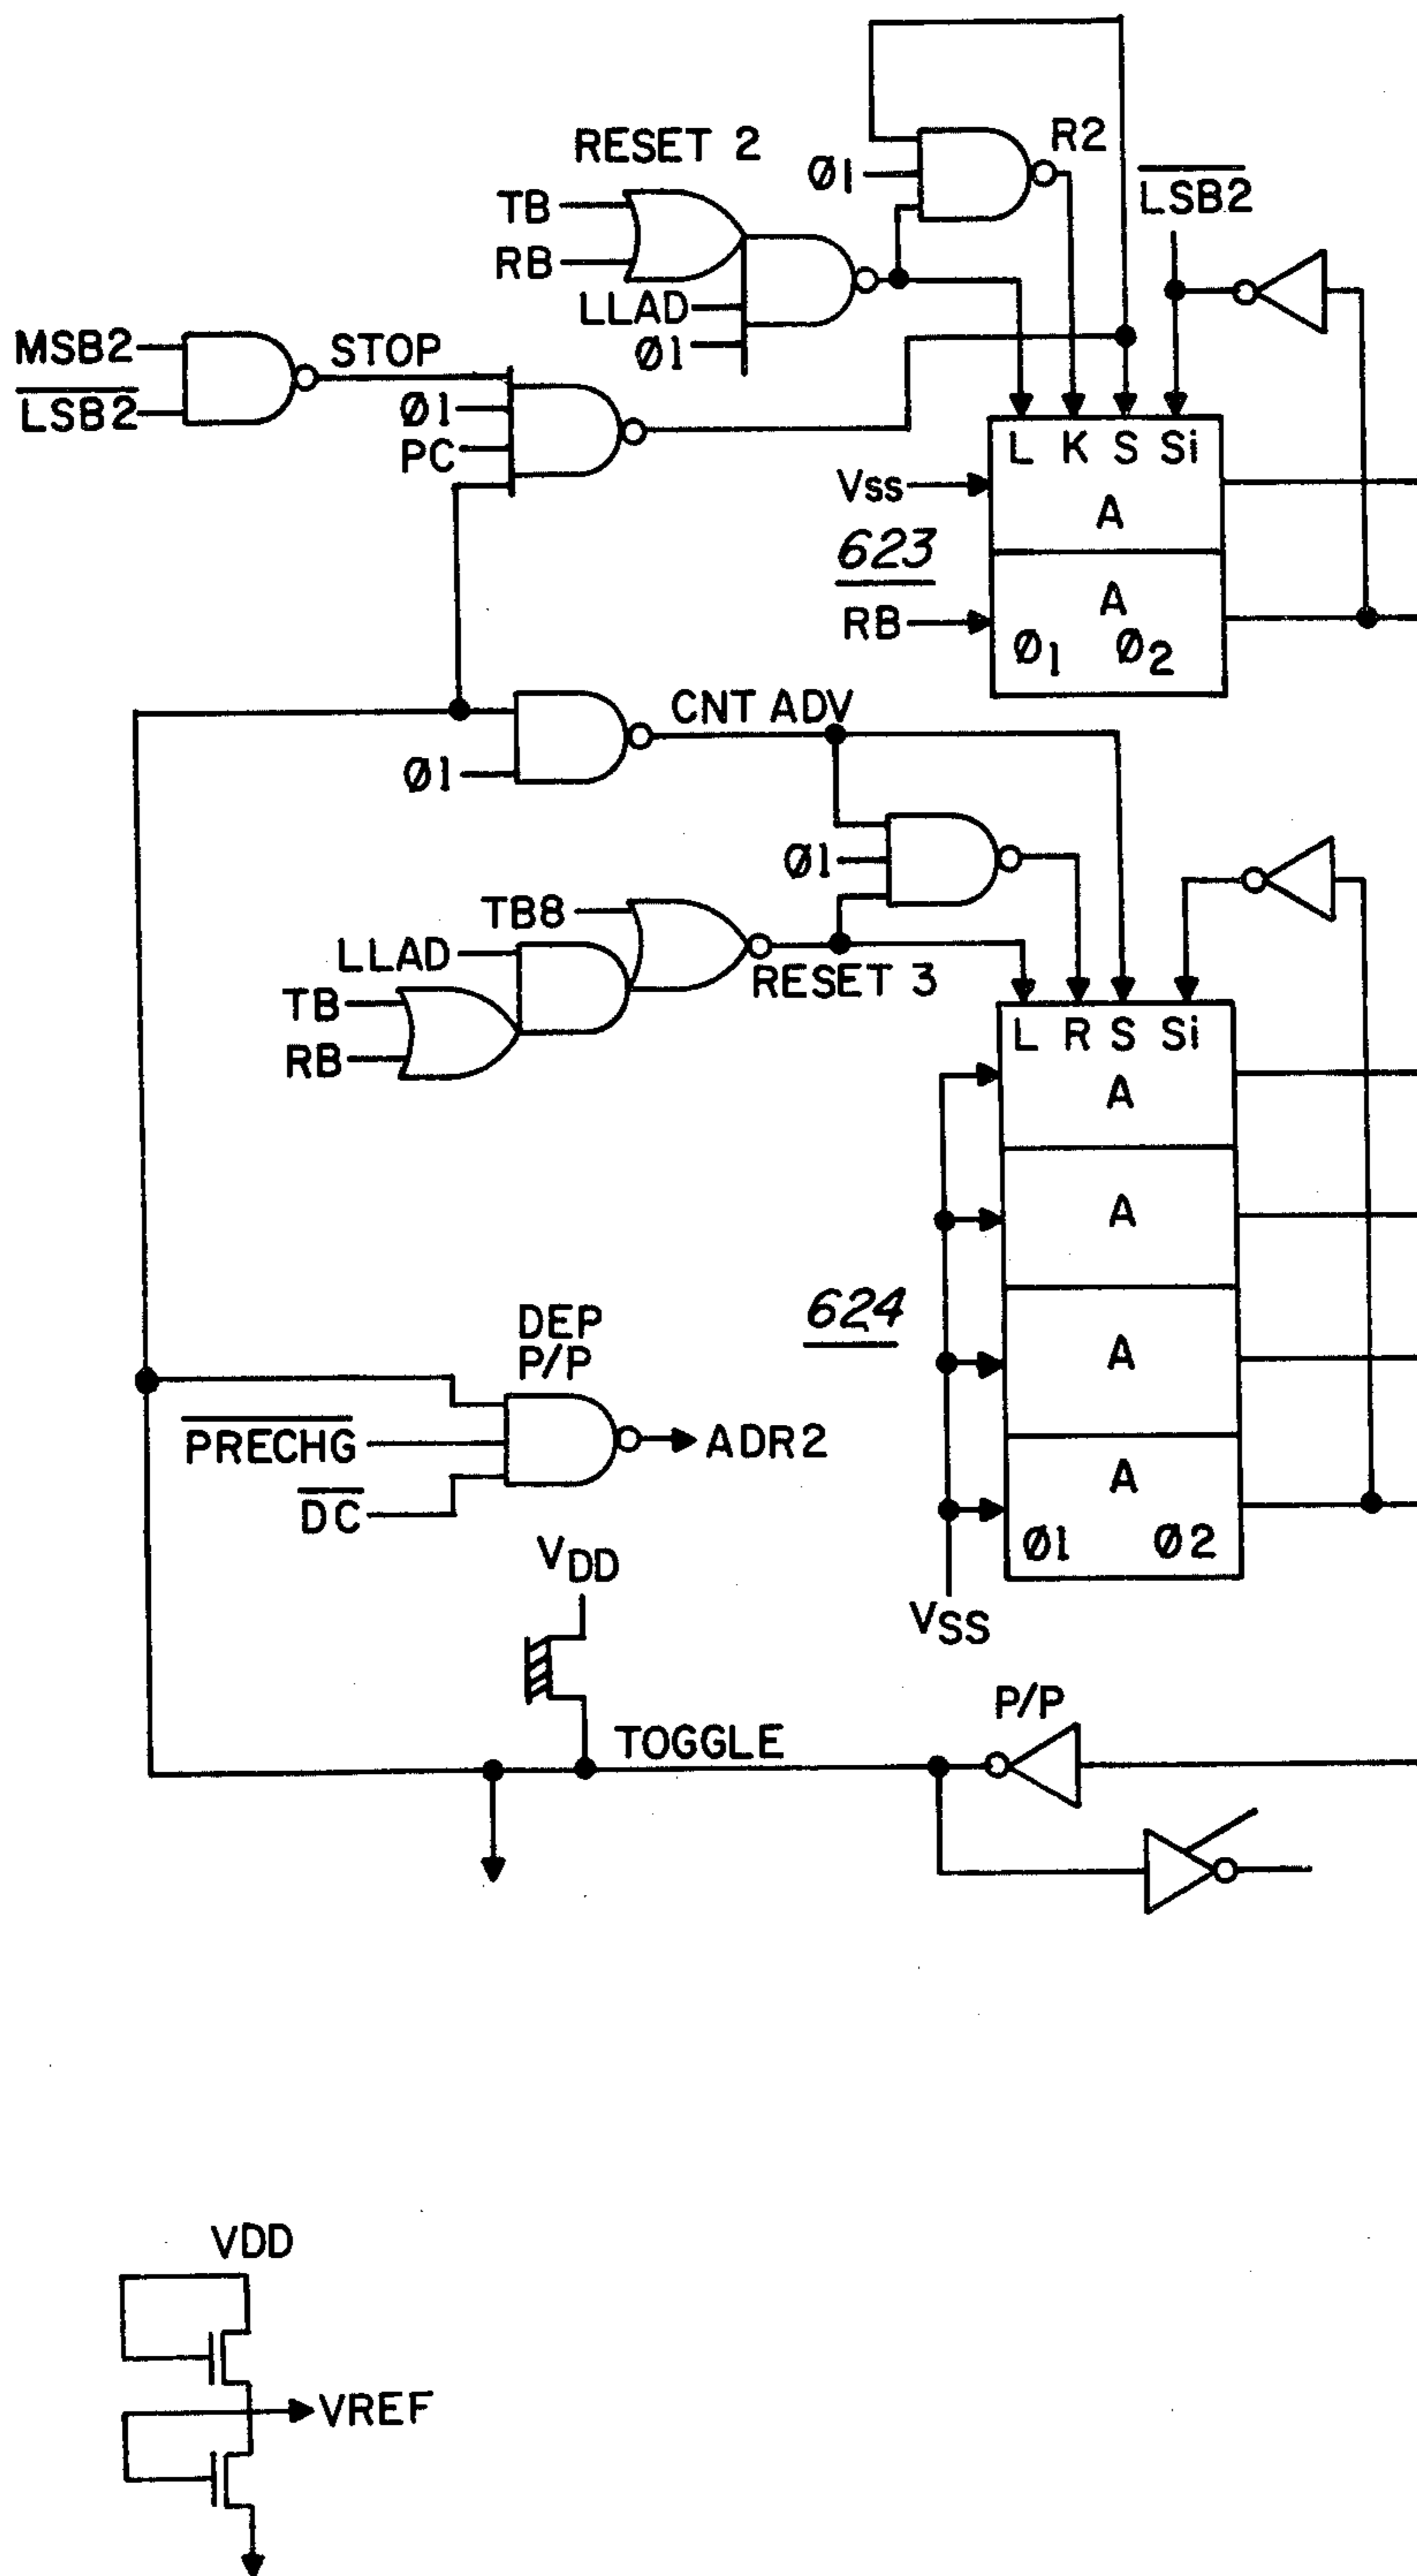 RESET 2
TB
RB
LLAD
Ø1
Ø1
R2
LSB2
MSB2
LSB2
STOP
Ø1
PC
L K S Si
A
Vss
623
RB
A
Ø1 Ø2
CNT ADV
Ø1
Ø1
TB8
LLAD
TB
RB
RESET 3
L R S Si
A
A
624
A
A
Ø1 Ø2
VSS
DEP
P/P
PRECHG
DC
ADR2
VDD
TOGGLE
P/P
VDD
VREF